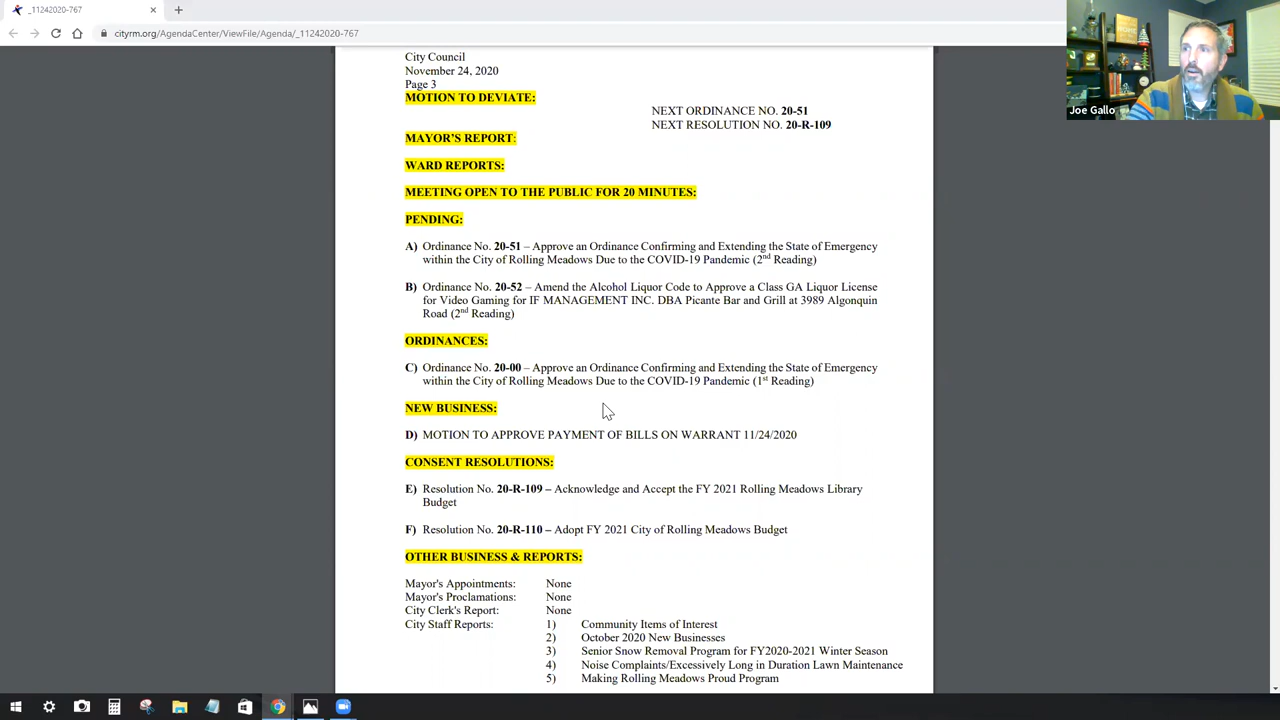 _11242020-767
cityrm.org/AgendaCenter/ViewFile/Agenda/_11242020-767
Joe Gallo
City Council
November 24, 2020
Page 3
MOTION TO DEVIATE:
NEXT ORDINANCE NO. 20-51
NEXT RESOLUTION NO. 20-R-109
MAYOR'S REPORT:
WARD REPORTS:
MEETING OPEN TO THE PUBLIC FOR 20 MINUTES:
PENDING:
A) Ordinance No. 20-51 – Approve an Ordinance Confirming and Extending the State of Emergency
within the City of Rolling Meadows Due to the COVID-19 Pandemic (2nd Reading)
B) Ordinance No. 20-52 – Amend the Alcohol Liquor Code to Approve a Class GA Liquor License
for Video Gaming for IF MANAGEMENT INC. DBA Picante Bar and Grill at 3989 Algonquin
Road (2nd Reading)
ORDINANCES:
C) Ordinance No. 20-00 – Approve an Ordinance Confirming and Extending the State of Emergency
within the City of Rolling Meadows Due to the COVID-19 Pandemic (1st Reading)
NEW BUSINESS:
D) MOTION TO APPROVE PAYMENT OF BILLS ON WARRANT 11/24/2020
CONSENT RESOLUTIONS:
E) Resolution No. 20-R-109 – Acknowledge and Accept the FY 2021 Rolling Meadows Library
Budget
F) Resolution No. 20-R-110 – Adopt FY 2021 City of Rolling Meadows Budget
OTHER BUSINESS & REPORTS:
Mayor's Appointments: None
Mayor's Proclamations: None
City Clerk's Report: None
City Staff Reports: 1) Community Items of Interest
2) October 2020 New Businesses
3) Senior Snow Removal Program for FY2020-2021 Winter Season
4) Noise Complaints/Excessively Long in Duration Lawn Maintenance
5) Making Rolling Meadows Proud Program